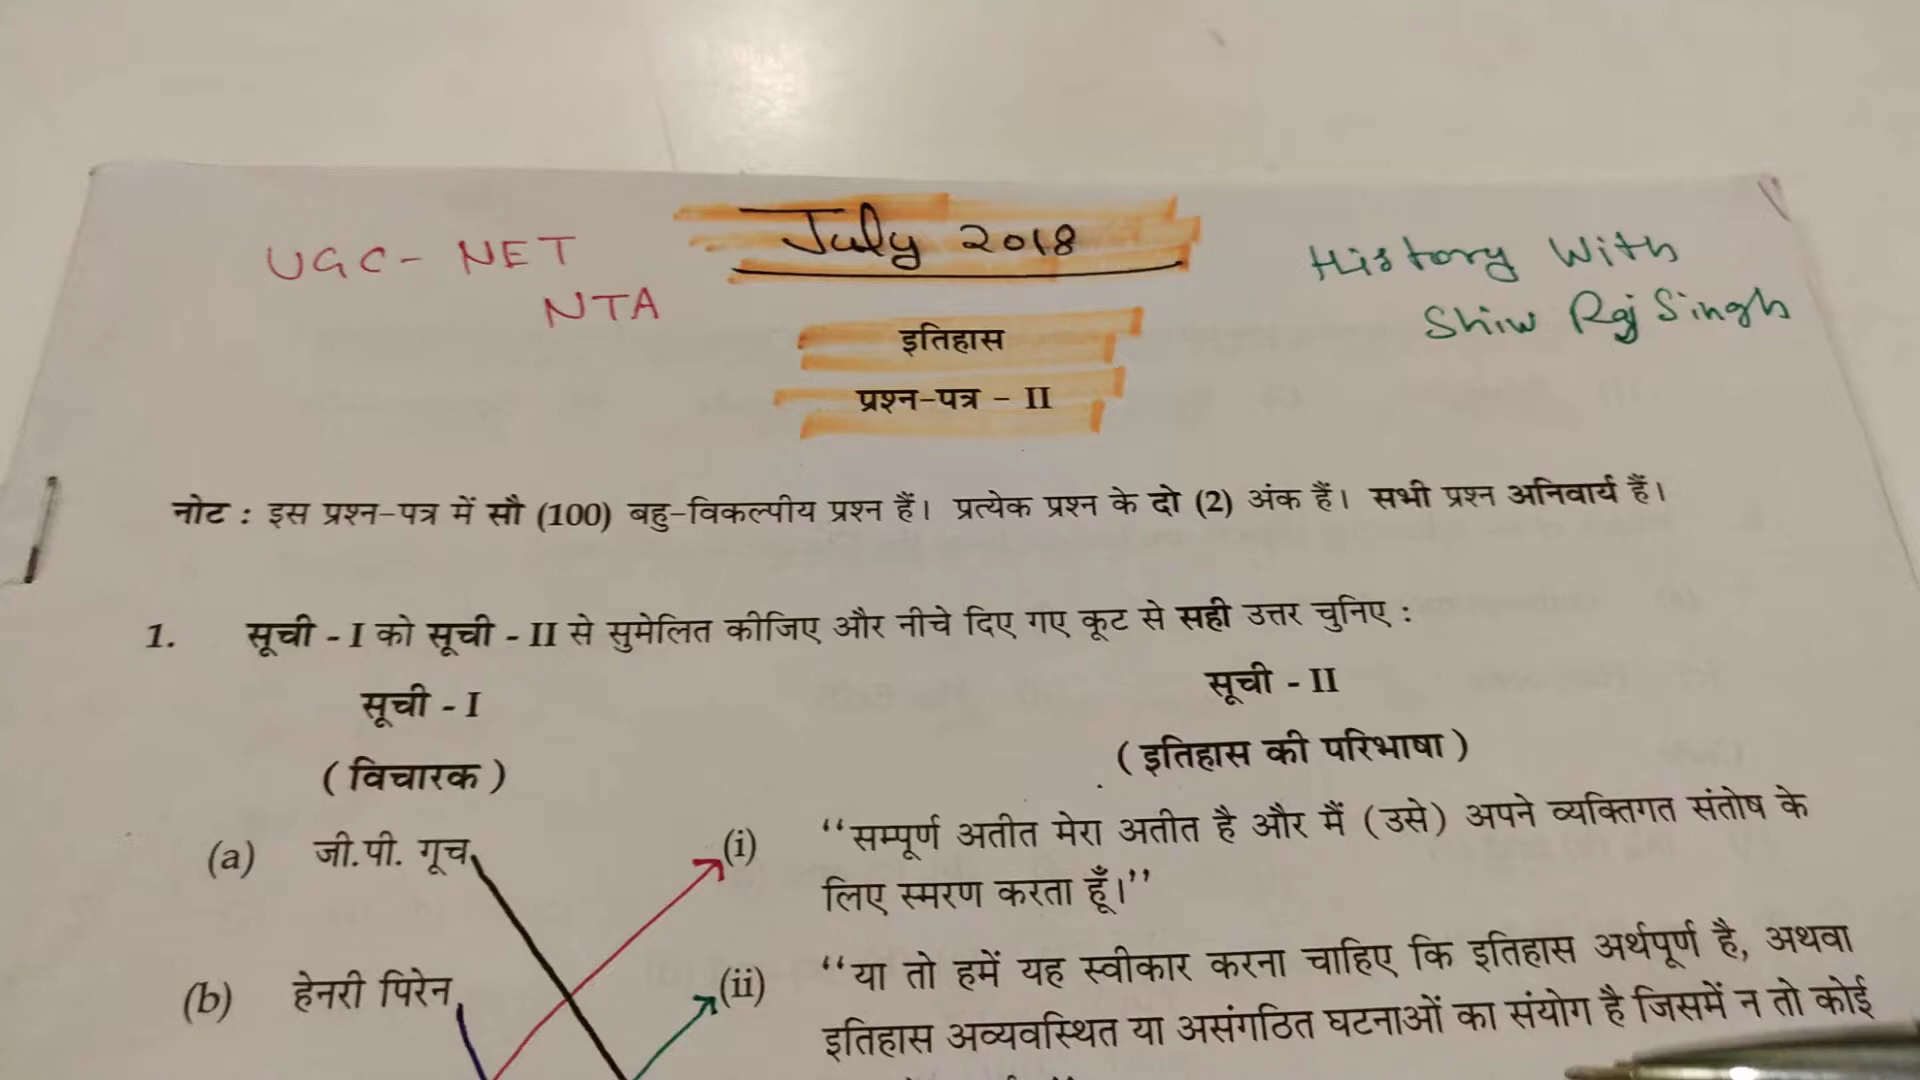 UGC- NET
NTA
July 2018
History With
Shiw Raj Singh
इतिहास
प्रश्न-पत्र - II
नोट : इस प्रश्न-पत्र में सौ (100) बहु-विकल्पीय प्रश्न हैं। प्रत्येक प्रश्न के दो (2) अंक हैं। सभी प्रश्न अनिवार्य हैं।
1. सूची - I को सूची - II से सुमेलित कीजिए और नीचे दिए गए कूट से सही उत्तर चुनिए :
सूची - I
सूची - II
(विचारक)
(इतिहास की परिभाषा)
(a) जी.पी. गूच
(i) “सम्पूर्ण अतीत मेरा अतीत है और मैं (उसे) अपने व्यक्तिगत संतोष के
लिए स्मरण करता हूँ।”
(b) हेनरी पिरेन
(ii) “या तो हमें यह स्वीकार करना चाहिए कि इतिहास अर्थपूर्ण है, अथवा
इतिहास अव्यवस्थित या असंगठित घटनाओं का संयोग है जिसमें न तो कोई